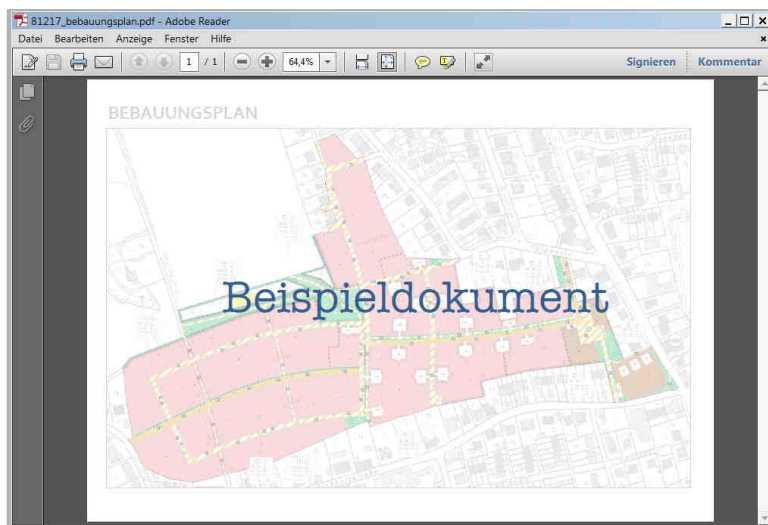 81217_bebauungsplan.pdf - Adobe Reader
Datei Bearbeiten Anzeige Fenster Hilfe
1 / 1 64,4% Signieren Kommentar
BEBAUUNGSPLAN
Beispieldokument